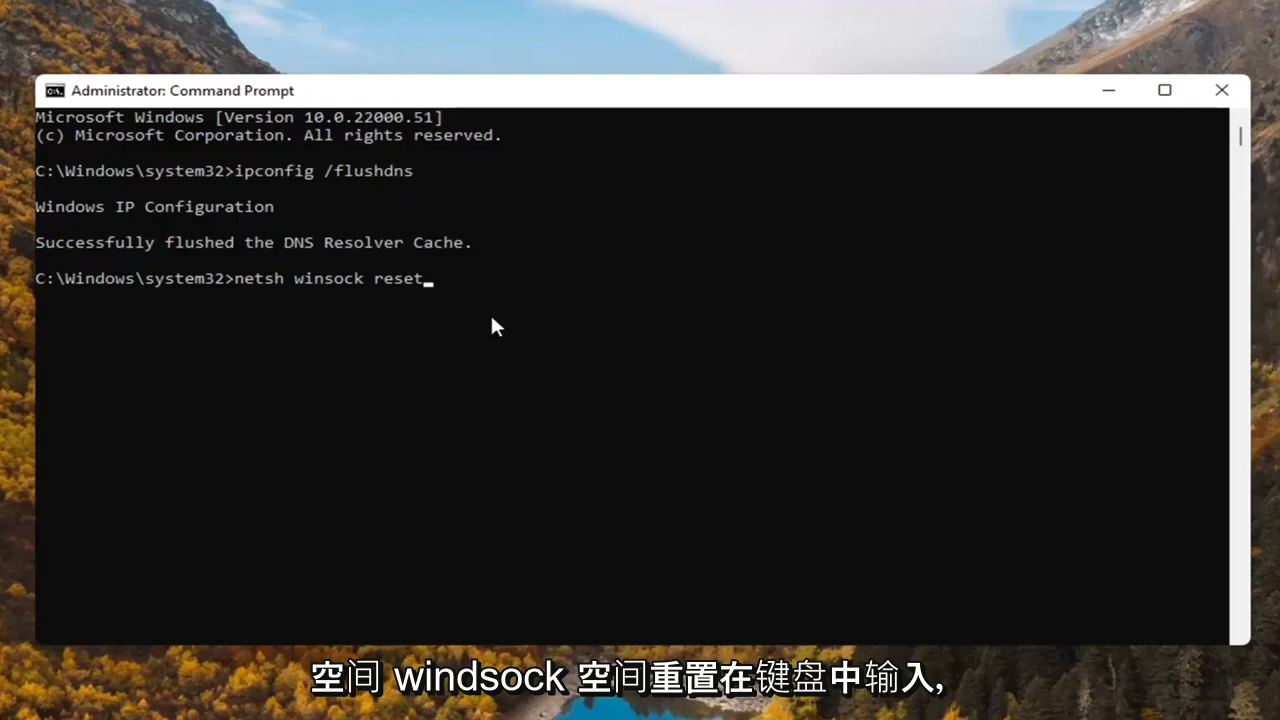 Administrator: Command Prompt
Microsoft Windows [Version 10.0.22000.51]
(c) Microsoft Corporation. All rights reserved.
C:\Windows\system32>ipconfig /flushdns
Windows IP Configuration
Successfully flushed the DNS Resolver Cache.
C:\Windows\system32>netsh winsock reset
空间 windsock 空间重置在键盘中输入,